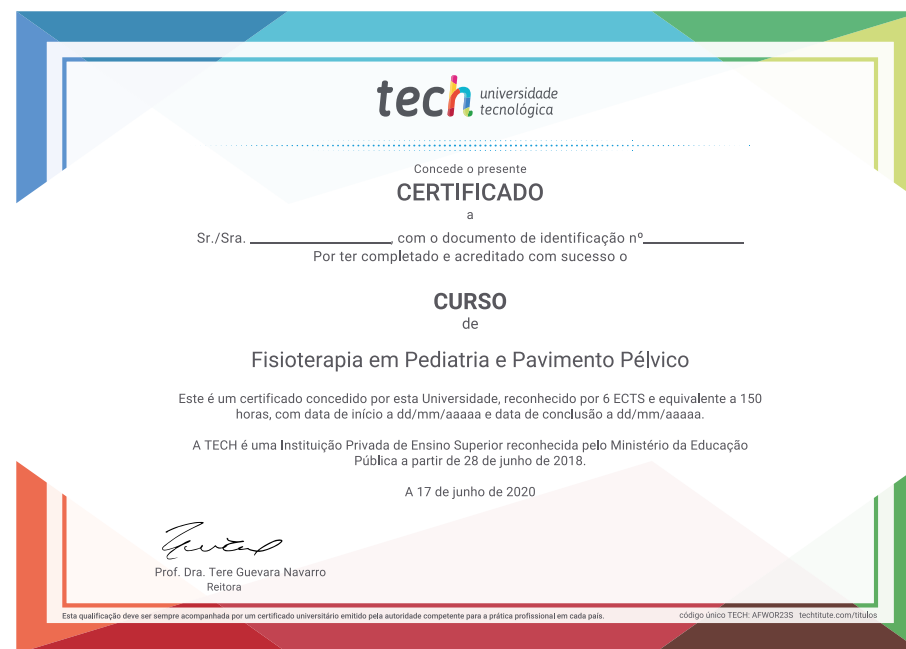 tech universidade
tecnológica
Concede o presente
CERTIFICADO
a
Sr./Sra. ________________, com o documento de identificação nº____________
Por ter completado e acreditado com sucesso o
CURSO
de
Fisioterapia em Pediatria e Pavimento Pélvico
Este é um certificado concedido por esta Universidade, reconhecido por 6 ECTS e equivalente a 150
horas, com data de início a dd/mm/aaaaa e data de conclusão a dd/mm/aaaaa.
A TECH é uma Instituição Privada de Ensino Superior reconhecida pelo Ministério da Educação
Pública a partir de 28 de junho de 2018.
A 17 de junho de 2020
Prof. Dra. Tere Guevara Navarro
Reitora
Esta qualificação deve ser sempre acompanhada por um certificado universitário emitido pela autoridade competente para a prática profissional em cada país.
código único TECH: AFWOR23S techtitute.com/titulos